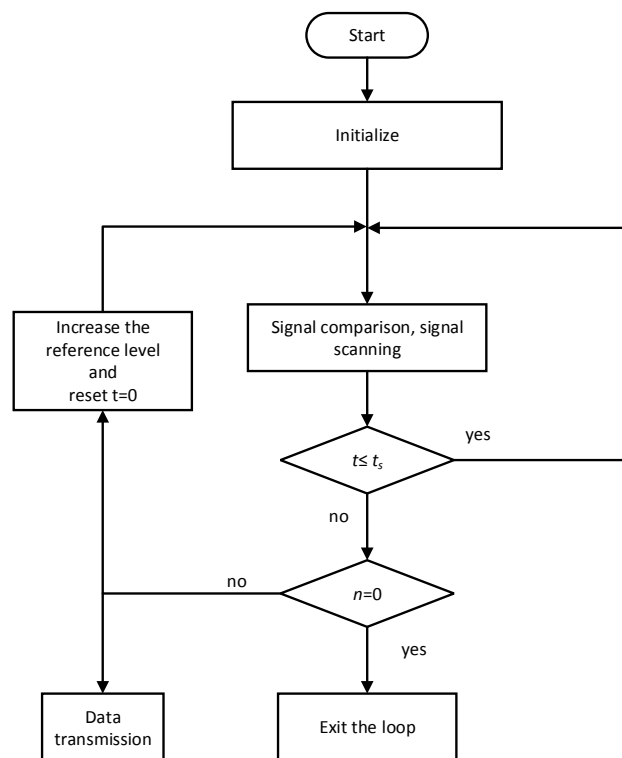 Start
Initialize
Increase the
reference level
and
reset t=0
Signal comparison, signal
scanning
yes
t≤ tₛ
no
no
n=0
yes
Data
transmission
Exit the loop